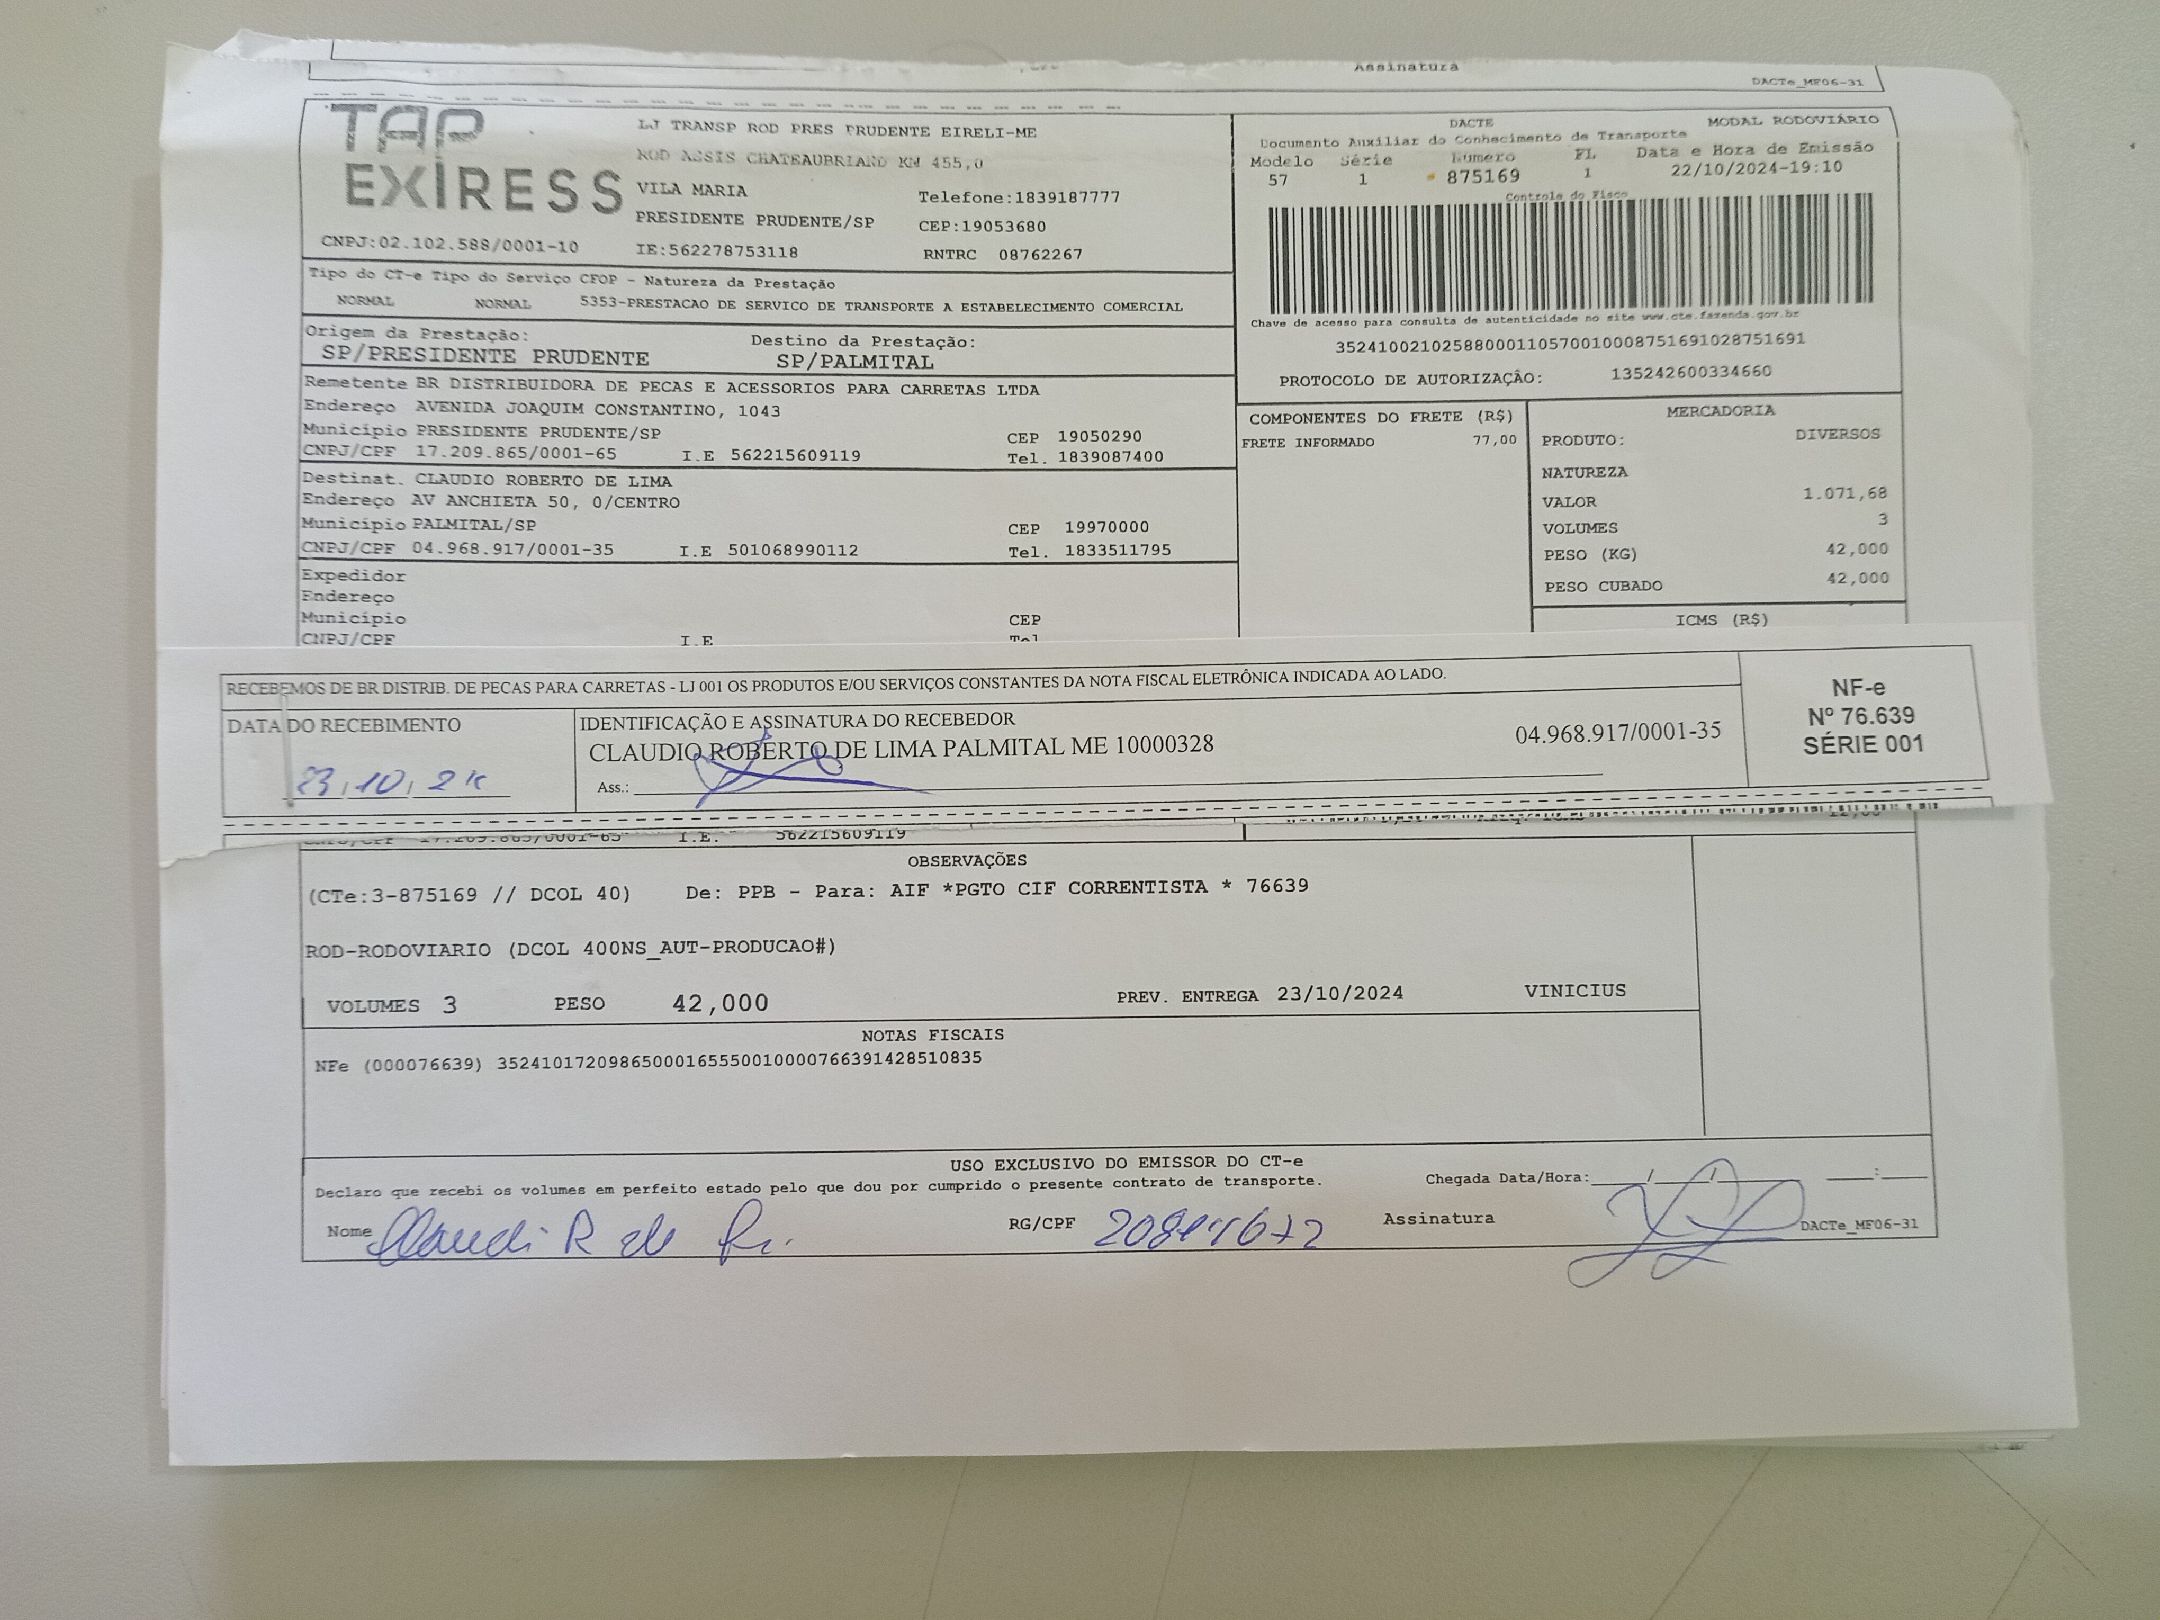 Assinatura
DACTe_MF06-31
TAP
EXPRESS
LJ TRANSP ROD PRES PRUDENTE EIRELI-ME
ROD ASSIS CHATEAUBRIAND KM 455,0
VILA MARIA
Telefone:1839187777
PRESIDENTE PRUDENTE/SP
CEP:19053680
CNPJ:02.102.588/0001-10
IE:562278753118
RNTRC 08762267
DACTE
MODAL RODOVIÁRIO
Documento Auxiliar do Conhecimento de Transporte
Modelo Série Número FL Data e Hora de Emissão
57 1 875169 1 22/10/2024-19:10
Controle do Fisco
Chave de acesso para consulta de autenticidade no site www.cte.fazenda.gov.br
35241002102588000110570010008751691028751691
PROTOCOLO DE AUTORIZAÇÃO: 135242600334660
Tipo do CT-e Tipo do Serviço CFOP - Natureza da Prestação
NORMAL NORMAL 5353-PRESTACAO DE SERVICO DE TRANSPORTE A ESTABELECIMENTO COMERCIAL
Origem da Prestação:
SP/PRESIDENTE PRUDENTE
Destino da Prestação:
SP/PALMITAL
Remetente BR DISTRIBUIDORA DE PECAS E ACESSORIOS PARA CARRETAS LTDA
Endereço AVENIDA JOAQUIM CONSTANTINO, 1043
Município PRESIDENTE PRUDENTE/SP CEP 19050290
CNPJ/CPF 17.209.865/0001-65 I.E 562215609119 Tel. 1839087400
Destinat. CLAUDIO ROBERTO DE LIMA
Endereço AV ANCHIETA 50, 0/CENTRO
Município PALMITAL/SP CEP 19970000
CNPJ/CPF 04.968.917/0001-35 I.E 501068990112 Tel. 1833511795
Expedidor
Endereço
Município CEP
CNPJ/CPF I.E Tel
COMPONENTES DO FRETE (R$)
FRETE INFORMADO 77,00
MERCADORIA
PRODUTO: DIVERSOS
NATUREZA
VALOR 1.071,68
VOLUMES 3
PESO (KG) 42,000
PESO CUBADO 42,000
ICMS (R$)
RECEBEMOS DE BR DISTRIB. DE PECAS PARA CARRETAS - LJ 001 OS PRODUTOS E/OU SERVIÇOS CONSTANTES DA NOTA FISCAL ELETRÔNICA INDICADA AO LADO.
DATA DO RECEBIMENTO
23,10,24
IDENTIFICAÇÃO E ASSINATURA DO RECEBEDOR
CLAUDIO ROBERTO DE LIMA PALMITAL ME 10000328 04.968.917/0001-35
Ass.:
NF-e
Nº 76.639
SÉRIE 001
CNPJ/CPF 17.209.865/0001-65 I.E. 562215609119
OBSERVAÇÕES
(CTe:3-875169 // DCOL 40) De: PPB - Para: AIF *PGTO CIF CORRENTISTA * 76639
ROD-RODOVIARIO (DCOL 400NS_AUT-PRODUCAO#)
VOLUMES 3 PESO 42,000 PREV. ENTREGA 23/10/2024 VINICIUS
NOTAS FISCAIS
NFe (000076639) 35241017209865000165550010000766391428510835
USO EXCLUSIVO DO EMISSOR DO CT-e
Declaro que recebi os volumes em perfeito estado pelo que dou por cumprido o presente contrato de transporte.
Chegada Data/Hora: / / :
Nome Claudi R de
RG/CPF
Assinatura
DACTe_MF06-31